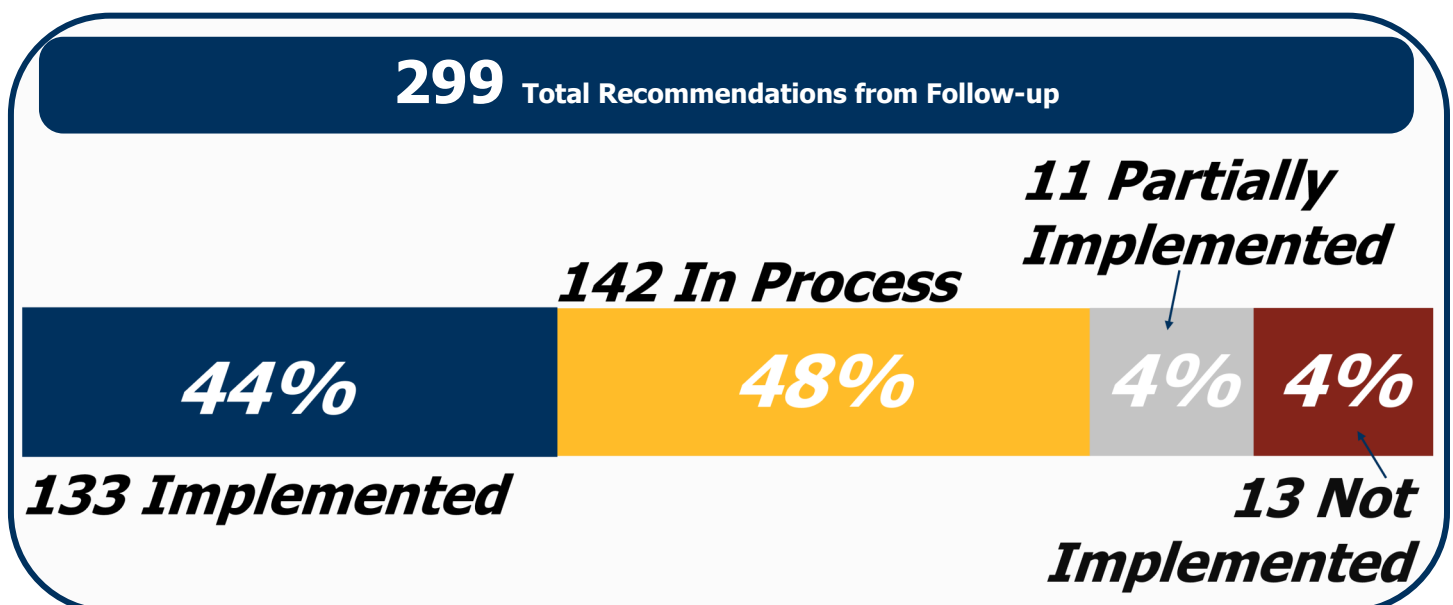 299 Total Recommendations from Follow-up
11 Partially
Implemented
142 In Process
44%
48%
4%
4%
133 Implemented
13 Not
Implemented